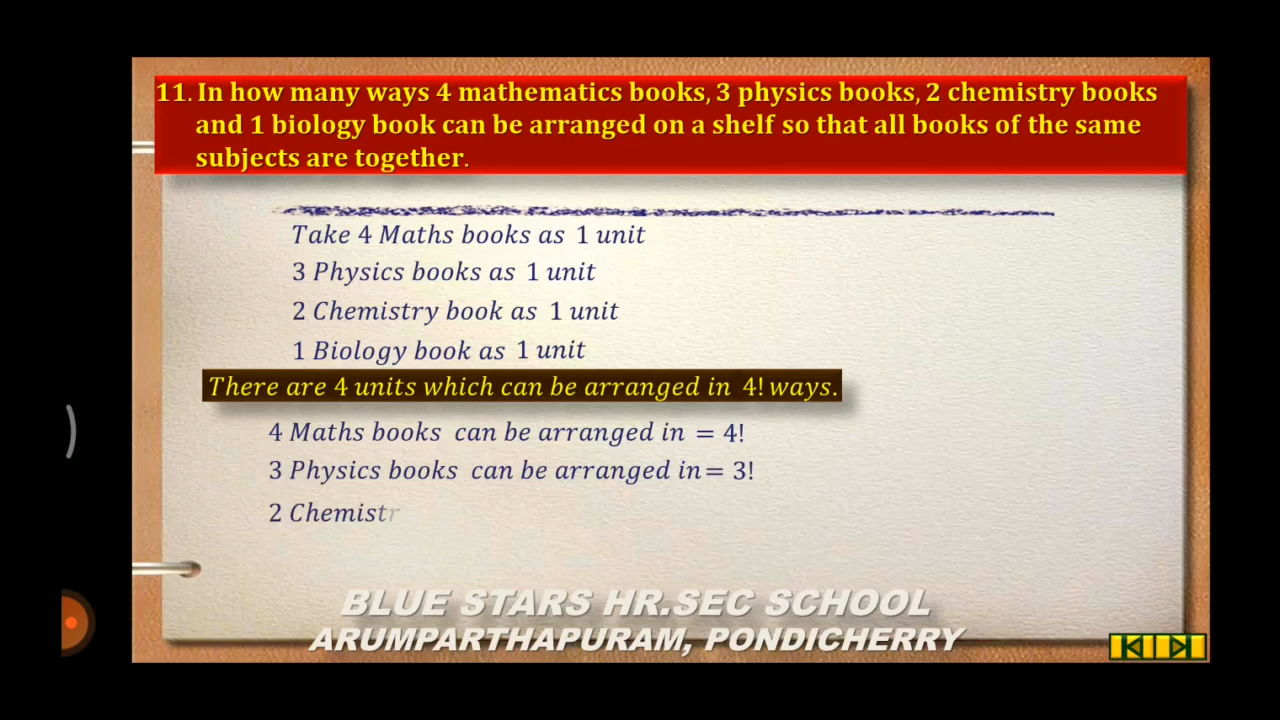 11. In how many ways 4 mathematics books, 3 physics books, 2 chemistry books
and 1 biology book can be arranged on a shelf so that all books of the same
subjects are together.
Take 4 Maths books as 1 unit
3 Physics books as 1 unit
2 Chemistry book as 1 unit
1 Biology book as 1 unit
There are 4 units which can be arranged in 4! ways.
4 Maths books can be arranged in = 4!
3 Physics books can be arranged in = 3!
2 Chemistr
BLUE STARS HR.SEC SCHOOL
ARUMPARTHAPURAM, PONDICHERRY